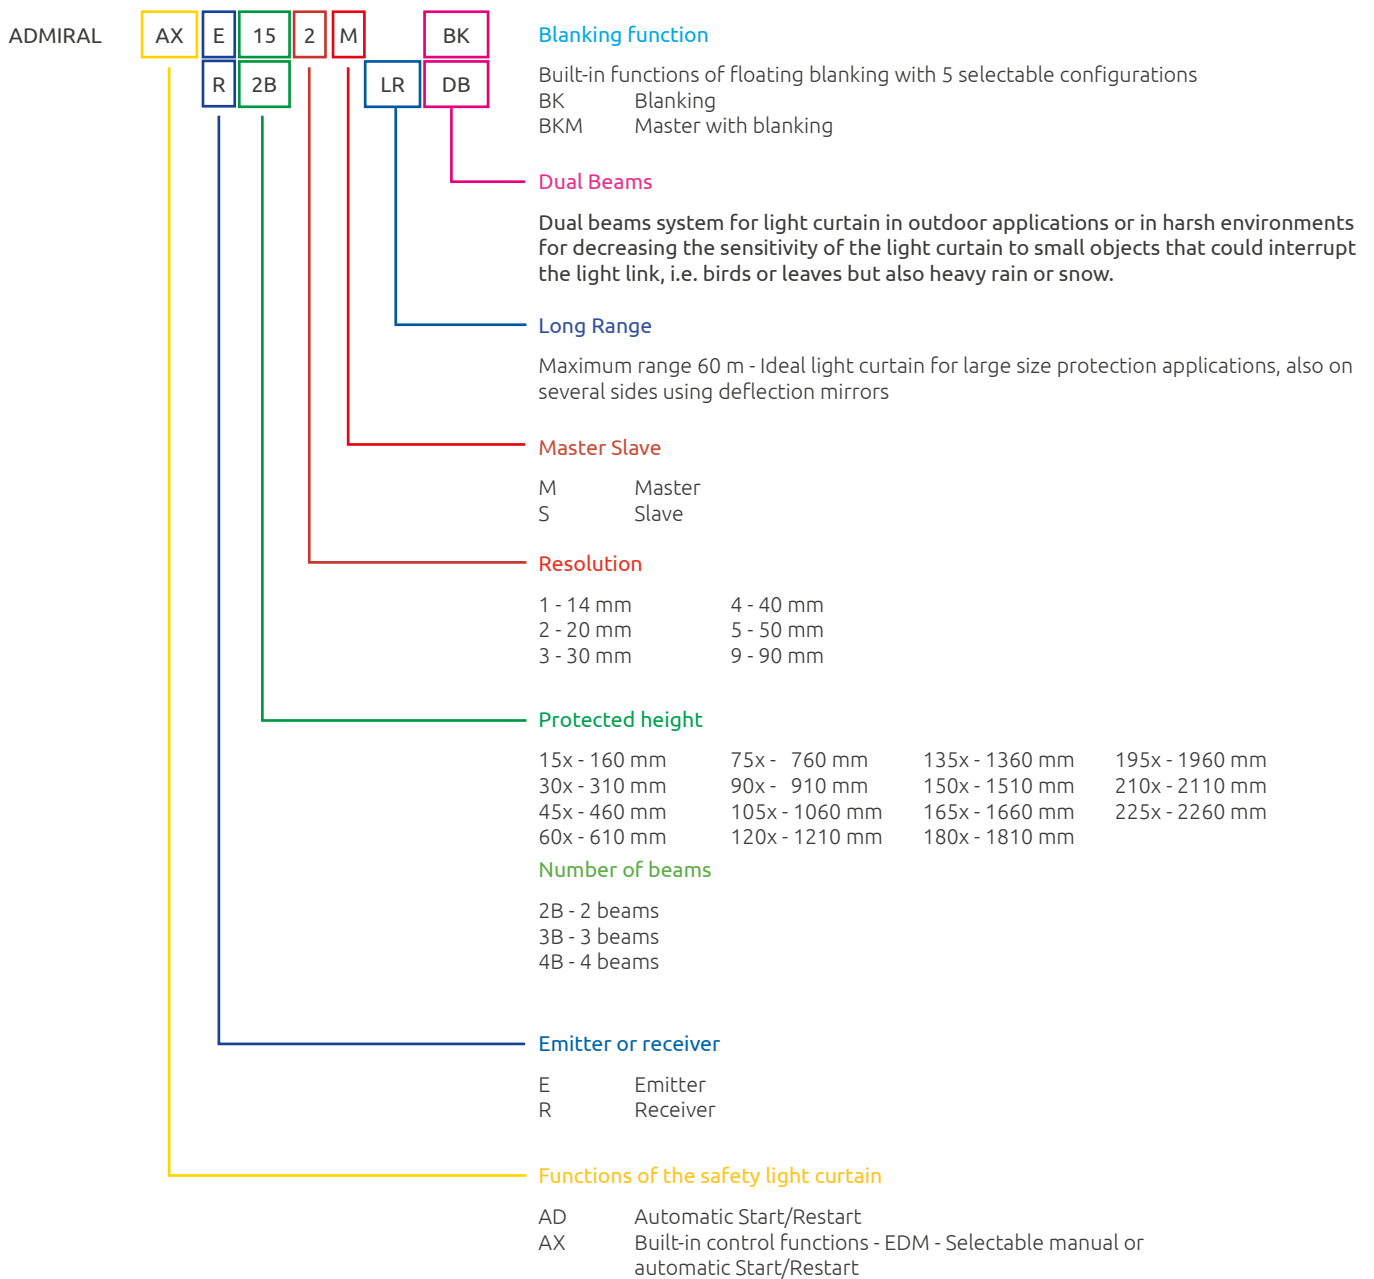 ADMIRAL AX E 15 2 M BK
R 2B LR DB
Blanking function
Built-in functions of floating blanking with 5 selectable configurations
BK Blanking
BKM Master with blanking
Dual Beams
Dual beams system for light curtain in outdoor applications or in harsh environments
for decreasing the sensitivity of the light curtain to small objects that could interrupt
the light link, i.e. birds or leaves but also heavy rain or snow.
Long Range
Maximum range 60 m - Ideal light curtain for large size protection applications, also on
several sides using deflection mirrors
Master Slave
M Master
S Slave
Resolution
1 - 14 mm 4 - 40 mm
2 - 20 mm 5 - 50 mm
3 - 30 mm 9 - 90 mm
Protected height
15x - 160 mm 75x - 760 mm 135x - 1360 mm 195x - 1960 mm
30x - 310 mm 90x - 910 mm 150x - 1510 mm 210x - 2110 mm
45x - 460 mm 105x - 1060 mm 165x - 1660 mm 225x - 2260 mm
60x - 610 mm 120x - 1210 mm 180x - 1810 mm
Number of beams
2B - 2 beams
3B - 3 beams
4B - 4 beams
Emitter or receiver
E Emitter
R Receiver
Functions of the safety light curtain
AD Automatic Start/Restart
AX Built-in control functions - EDM - Selectable manual or
automatic Start/Restart